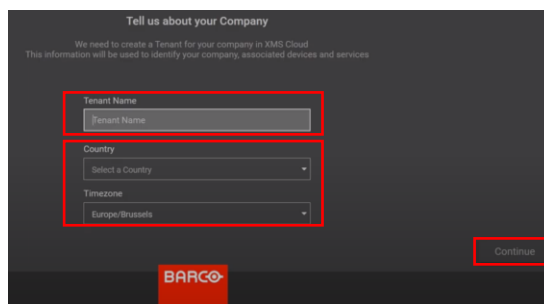 Tell us about your Company
We need to create a Tenant for your company in XMS Cloud
This information will be used to identify your company, associated devices and services
Tenant Name
Tenant Name
Country
Select a Country
Timezone
Europe/Brussels
Continue
BARCO